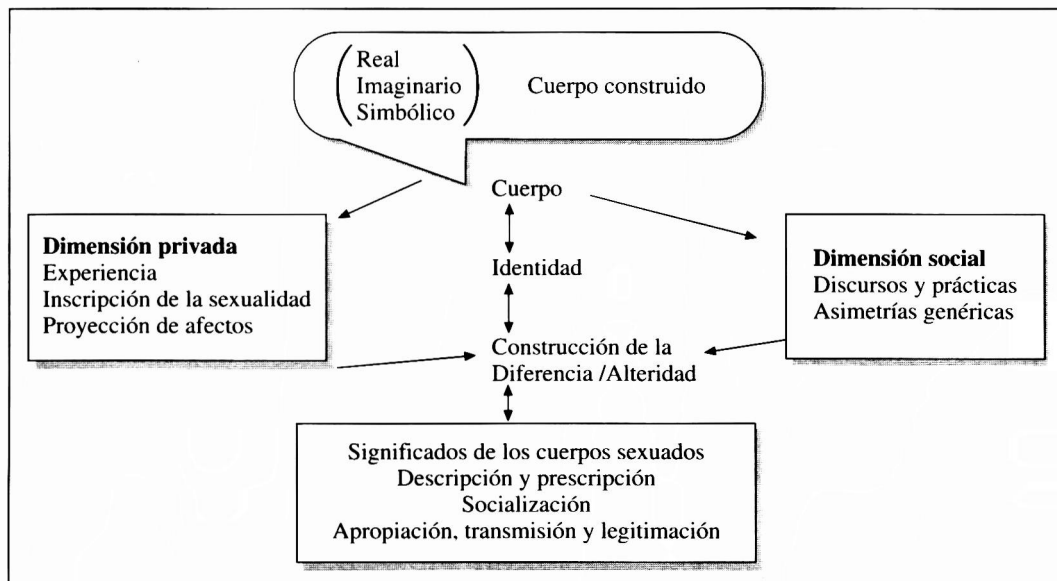 Real
Imaginario
Simbólico
Cuerpo construido
Cuerpo
Dimensión privada
Experiencia
Inscripción de la sexualidad
Proyección de afectos
Identidad
Dimensión social
Discursos y prácticas
Asimetrías genéricas
Construcción de la
Diferencia /Alteridad
Significados de los cuerpos sexuados
Descripción y prescripción
Socialización
Apropiación, transmisión y legitimación